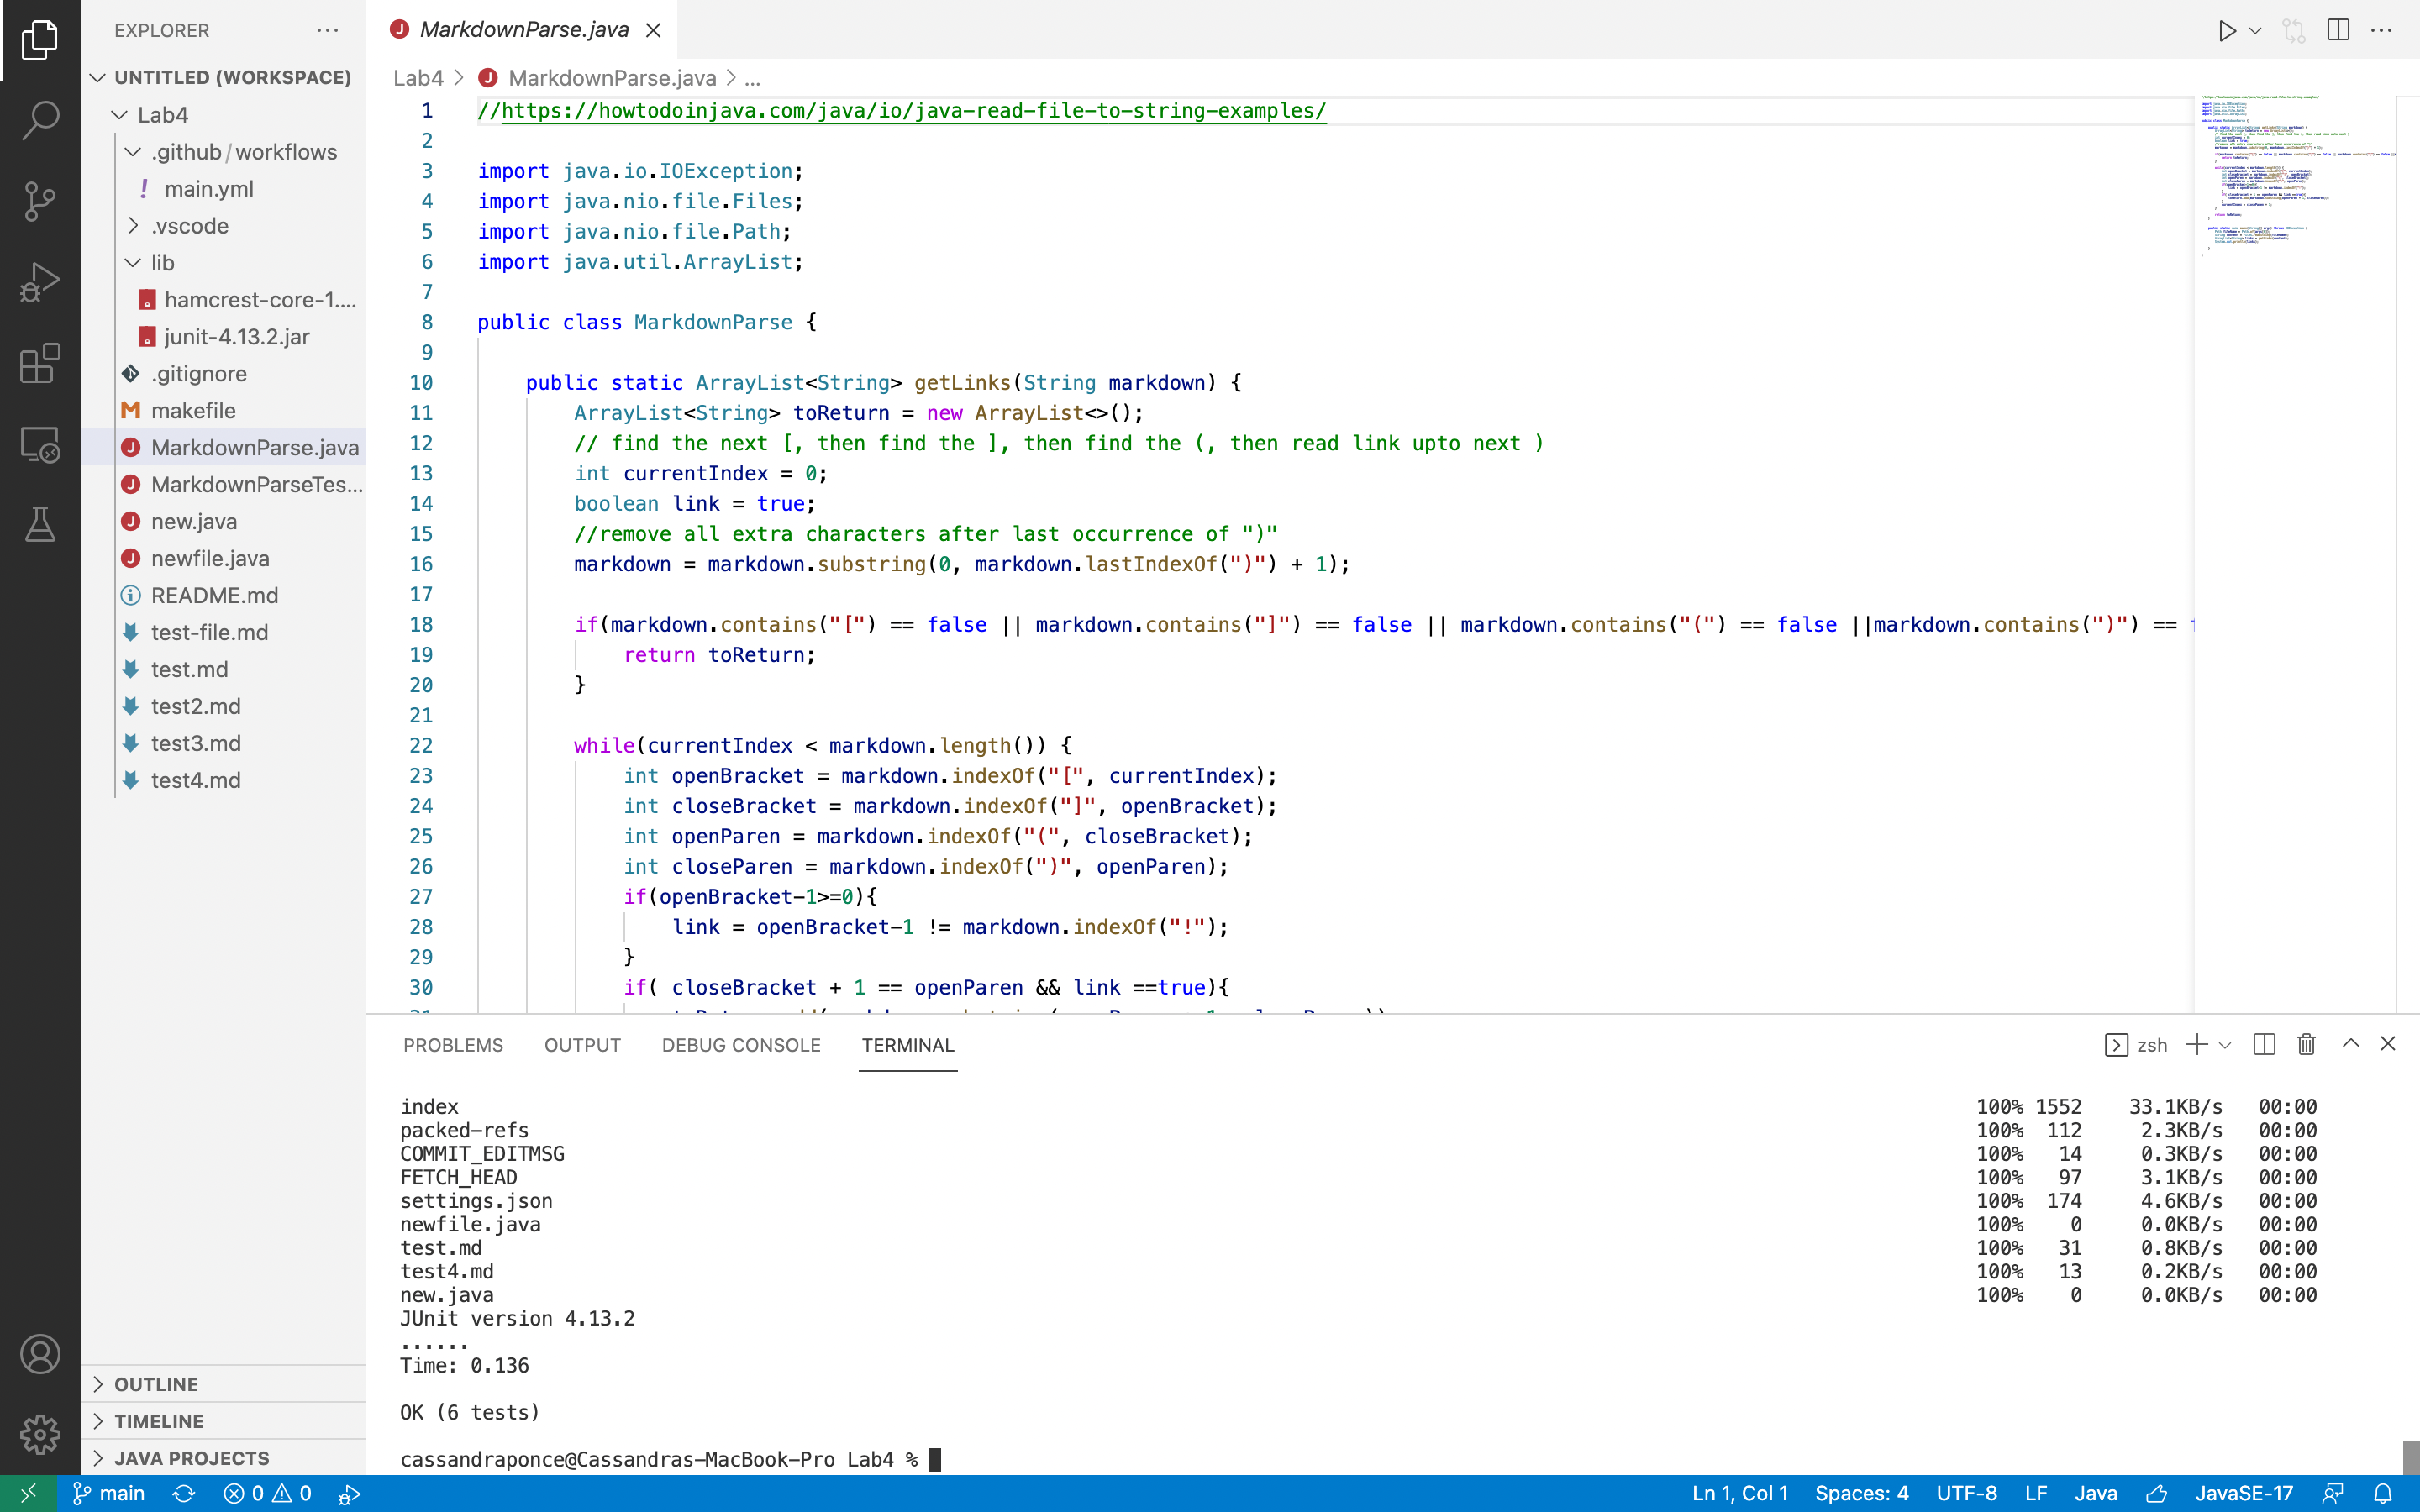 EXPLORER
UNTITLED (WORKSPACE)
Lab4
.github/workflows
! main.yml
.vscode
lib
hamcrest-core-1....
junit-4.13.2.jar
.gitignore
M makefile
J MarkdownParse.java
J MarkdownParseTes...
J new.java
J newfile.java
README.md
test-file.md
test.md
test2.md
test3.md
test4.md
OUTLINE
TIMELINE
JAVA PROJECTS
J MarkdownParse.java
Lab4 > J MarkdownParse.java > ...
1 //https://howtodoinjava.com/java/io/java-read-file-to-string-examples/
2
3 import java.io.IOException;
4 import java.nio.file.Files;
5 import java.nio.file.Path;
6 import java.util.ArrayList;
7
8 public class MarkdownParse {
9
10 public static ArrayList<String> getLinks(String markdown) {
11 ArrayList<String> toReturn = new ArrayList<>();
12 // find the next [, then find the ], then find the (, then read link upto next )
13 int currentIndex = 0;
14 boolean link = true;
15 //remove all extra characters after last occurrence of ")"
16 markdown = markdown.substring(0, markdown.lastIndexOf(")") + 1);
17
18 if(markdown.contains("[") == false || markdown.contains("]") == false || markdown.contains("(") == false ||markdown.contains(")") ==
19 return toReturn;
20 }
21
22 while(currentIndex < markdown.length()) {
23 int openBracket = markdown.indexOf("[", currentIndex);
24 int closeBracket = markdown.indexOf("]", openBracket);
25 int openParen = markdown.indexOf("(", closeBracket);
26 int closeParen = markdown.indexOf(")", openParen);
27 if(openBracket-1>=0){
28 link = openBracket-1 != markdown.indexOf("!");
29 }
30 if( closeBracket + 1 == openParen && link ==true){
PROBLEMS OUTPUT DEBUG CONSOLE TERMINAL zsh
index 100% 1552 33.1KB/s 00:00
packed-refs 100% 112 2.3KB/s 00:00
COMMIT_EDITMSG 100% 14 0.3KB/s 00:00
FETCH_HEAD 100% 97 3.1KB/s 00:00
settings.json 100% 174 4.6KB/s 00:00
newfile.java 100% 0 0.0KB/s 00:00
test.md 100% 31 0.8KB/s 00:00
test4.md 100% 13 0.2KB/s 00:00
new.java 100% 0 0.0KB/s 00:00
JUnit version 4.13.2
......
Time: 0.136
OK (6 tests)
cassandraponce@Cassandras-MacBook-Pro Lab4 %
main 0 0 Ln 1, Col 1 Spaces: 4 UTF-8 LF Java JavaSE-17